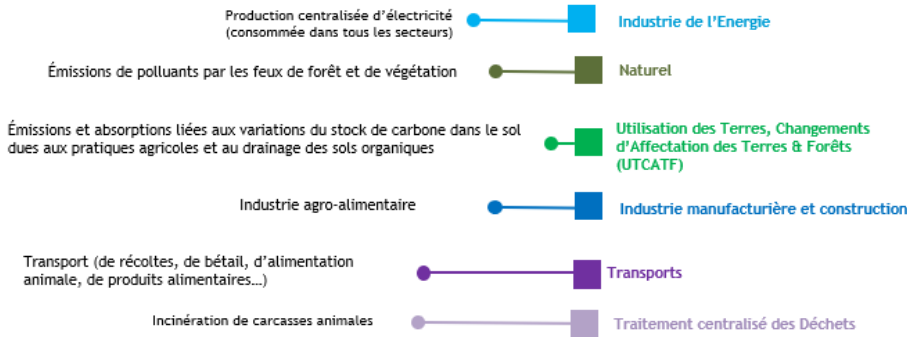 Production centralisée d’électricité
(consommée dans tous les secteurs)
Industrie de l’Energie
Émissions de polluants par les feux de forêt et de végétation
Naturel
Émissions et absorptions liées aux variations du stock de carbone dans le sol
dues aux pratiques agricoles et au drainage des sols organiques
Utilisation des Terres, Changements
d’Affectation des Terres & Forêts
(UTCATF)
Industrie agro-alimentaire
Industrie manufacturière et construction
Transport (de récoltes, de bétail, d’alimentation
animale, de produits alimentaires…)
Transports
Incinération de carcasses animales
Traitement centralisé des Déchets